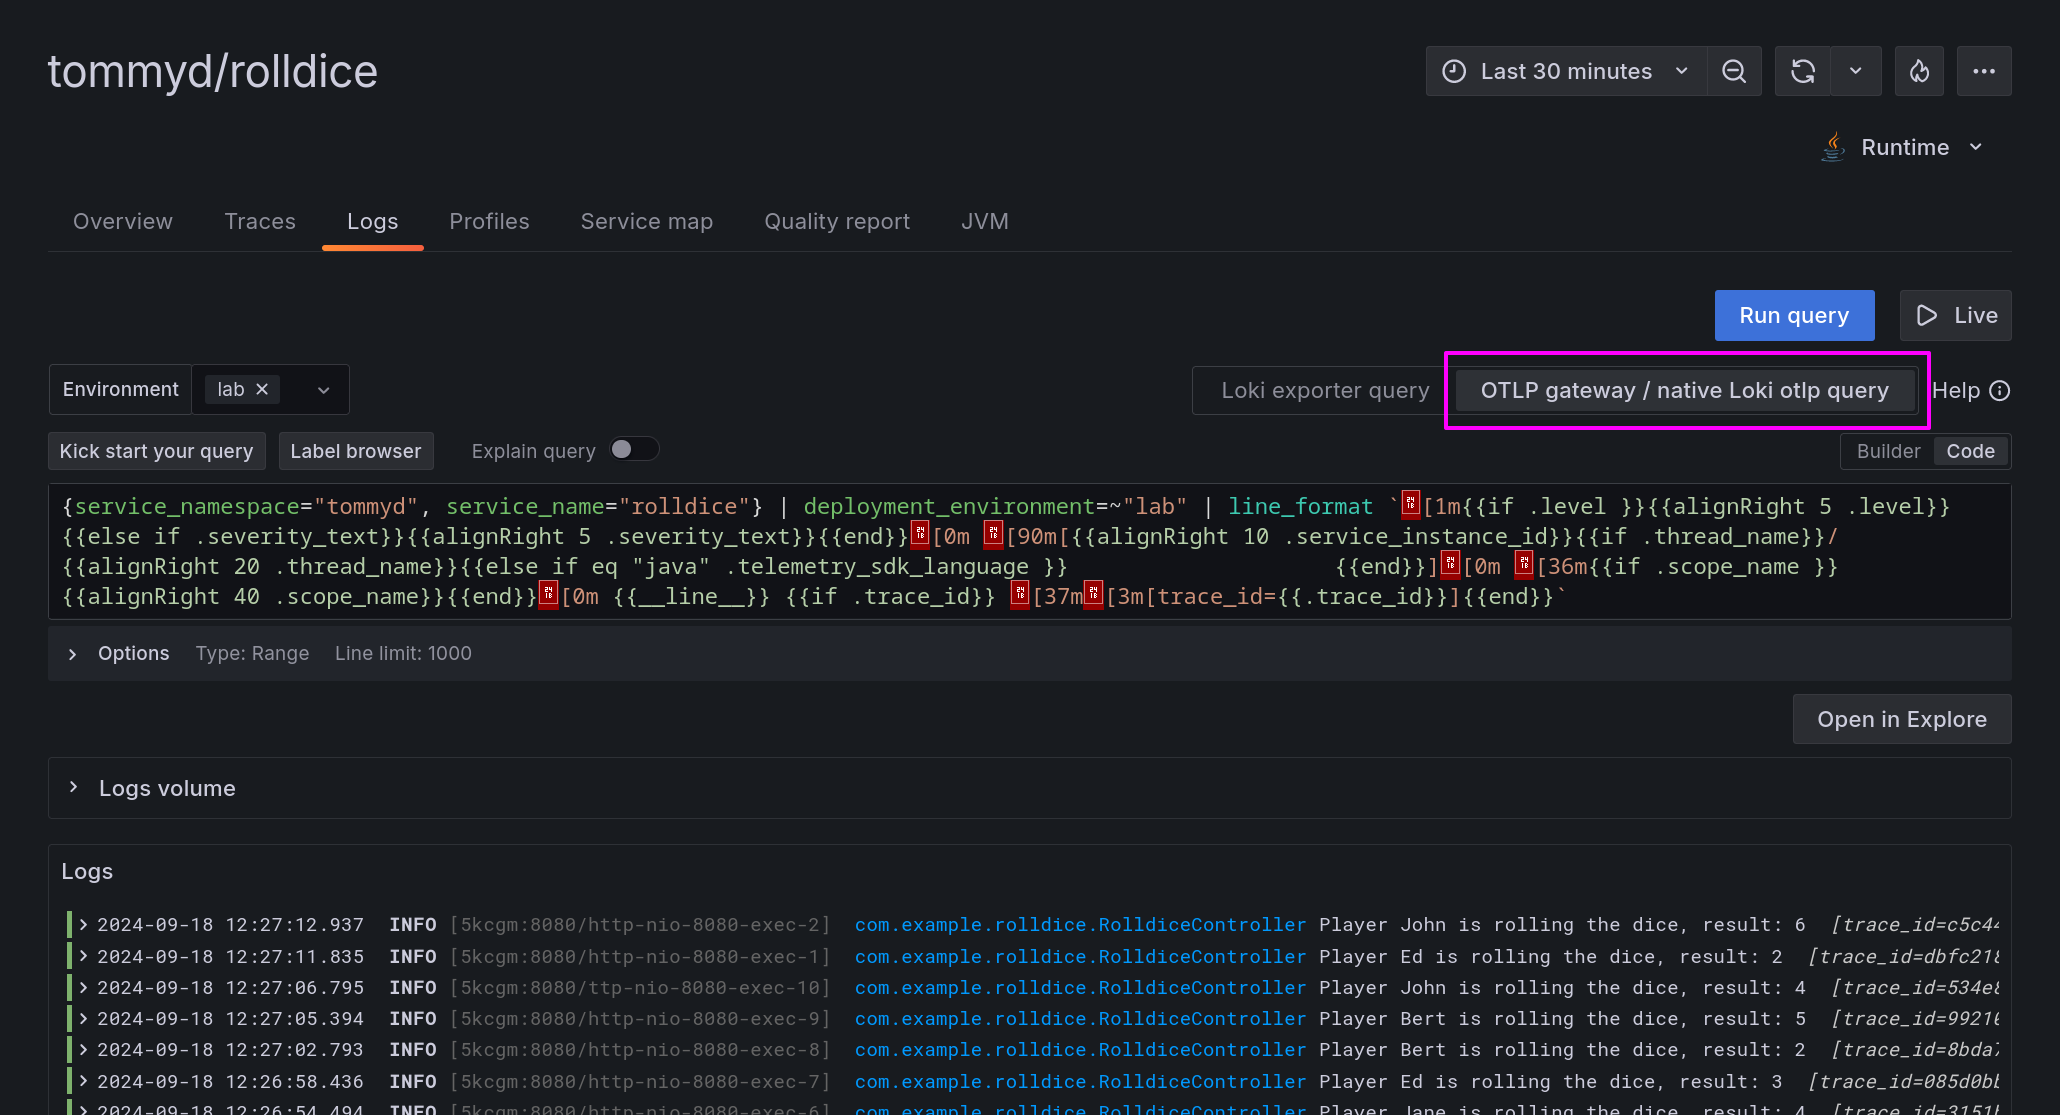 tommyd/rolldice
Last 30 minutes
Runtime
Overview Traces Logs Profiles Service map Quality report JVM
Run query Live
Environment lab Loki exporter query OTLP gateway / native Loki otlp query Help
Kick start your query Label browser Explain query Builder Code
{service_namespace="tommyd", service_name="rolldice"} | deployment_environment=~"lab" | line_format `[1m{{if .level }}{{alignRight 5 .level}}
{{else if .severity_text}}{{alignRight 5 .severity_text}}{{end}}[0m [90m[{{alignRight 10 .service_instance_id}}{{if .thread_name}}/
{{alignRight 20 .thread_name}}{{else if eq "java" .telemetry_sdk_language }} {{end}}][0m [36m{{if .scope_name }}
{{alignRight 40 .scope_name}}{{end}}[0m {{__line__}} {{if .trace_id}} [37m[3m[trace_id={{.trace_id}}]{{end}}`
Options Type: Range Line limit: 1000
Open in Explore
Logs volume
Logs
2024-09-18 12:27:12.937 INFO [5kcgm:8080/http-nio-8080-exec-2] com.example.rolldice.RolldiceController Player John is rolling the dice, result: 6 [trace_id=c5c44
2024-09-18 12:27:11.835 INFO [5kcgm:8080/http-nio-8080-exec-1] com.example.rolldice.RolldiceController Player Ed is rolling the dice, result: 2 [trace_id=dbfc218
2024-09-18 12:27:06.795 INFO [5kcgm:8080/ttp-nio-8080-exec-10] com.example.rolldice.RolldiceController Player John is rolling the dice, result: 4 [trace_id=534e8
2024-09-18 12:27:05.394 INFO [5kcgm:8080/http-nio-8080-exec-9] com.example.rolldice.RolldiceController Player Bert is rolling the dice, result: 5 [trace_id=99210
2024-09-18 12:27:02.793 INFO [5kcgm:8080/http-nio-8080-exec-8] com.example.rolldice.RolldiceController Player Bert is rolling the dice, result: 2 [trace_id=8bda7
2024-09-18 12:26:58.436 INFO [5kcgm:8080/http-nio-8080-exec-7] com.example.rolldice.RolldiceController Player Ed is rolling the dice, result: 3 [trace_id=085d0bb
2024-09-18 12:26:54.494 INFO [5kcgm:8080/http-nio-8080-exec-6] com.example.rolldice.RolldiceController Player Jane is rolling the dice, result: 4